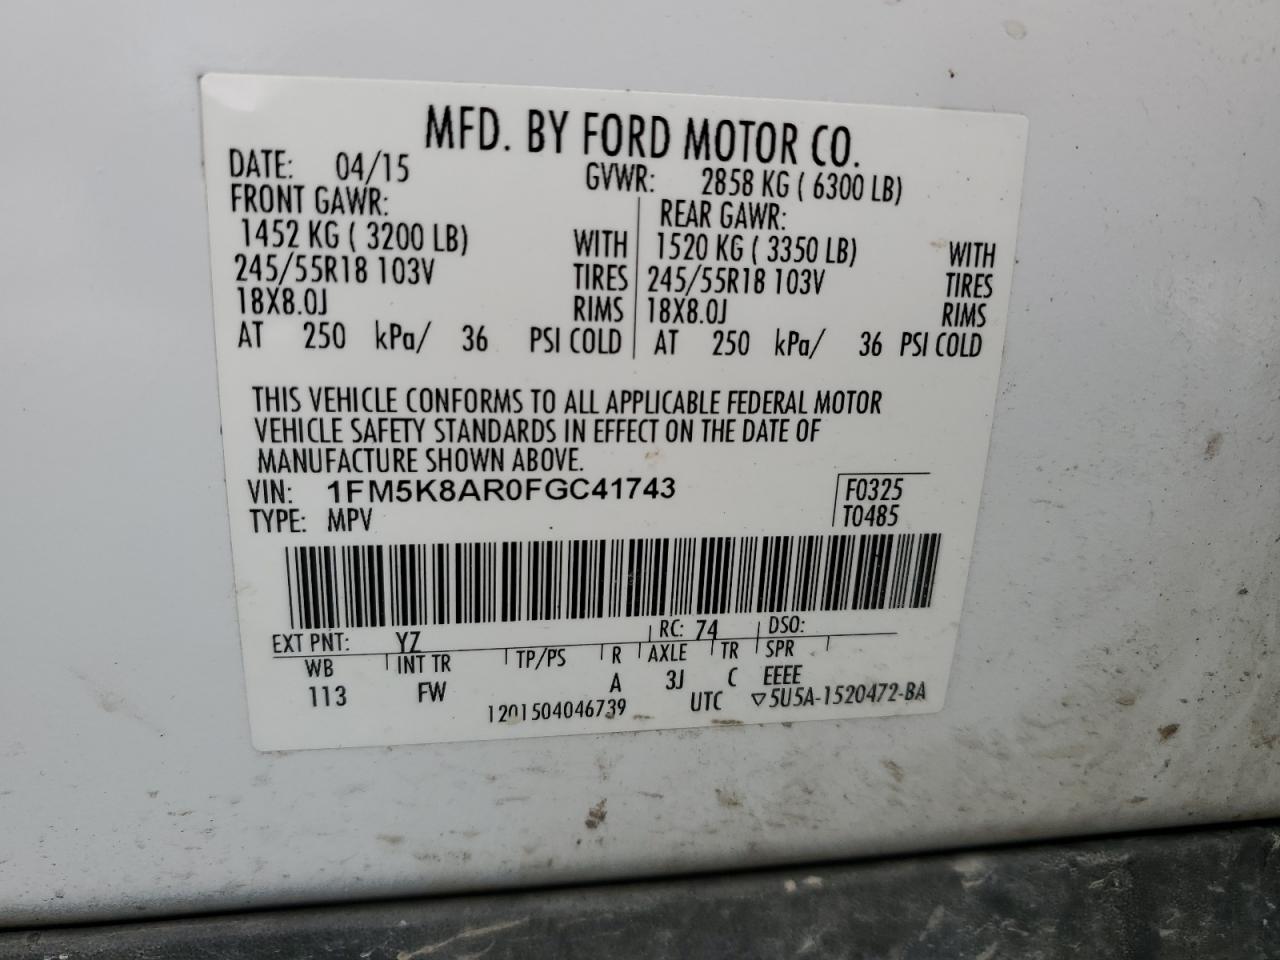 MFD. BY FORD MOTOR CO.
DATE: 04/15 GVWR: 2858 KG ( 6300 LB)
FRONT GAWR: REAR GAWR:
1452 KG ( 3200 LB) WITH 1520 KG ( 3350 LB) WITH
245/55R18 103V TIRES 245/55R18 103V TIRES
18X8.0J RIMS 18X8.0J RIMS
AT 250 kPa/ 36 PSI COLD AT 250 kPa/ 36 PSI COLD
THIS VEHICLE CONFORMS TO ALL APPLICABLE FEDERAL MOTOR
VEHICLE SAFETY STANDARDS IN EFFECT ON THE DATE OF
MANUFACTURE SHOWN ABOVE.
VIN: 1FM5K8AR0FGC41743 F0325
TYPE: MPV T0485
EXT PNT: YZ RC: 74 DSO:
WB INT TR TP/PS R AXLE TR SPR
113 FW A 3J C EEEE
1201504046739 UTC ▽5U5A-1520472-BA